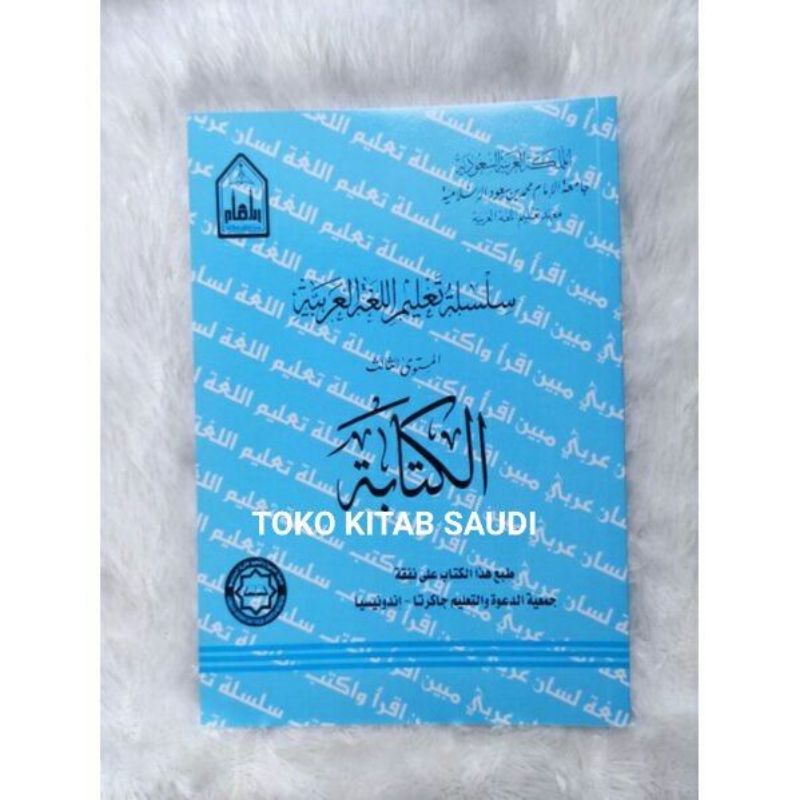 المملكة العربية السعودية
جامعة الإمام محمد بن سعود الإسلامية
معهد تعليم اللغة العربية
سلسلة تعليم اللغة العربية
المستوى الثالث
الكتابة
TOKO KITAB SAUDI
طبع هذا الكتاب على نفقة
جمعية الدعوة والتعليم جاكرتا - اندونيسيا